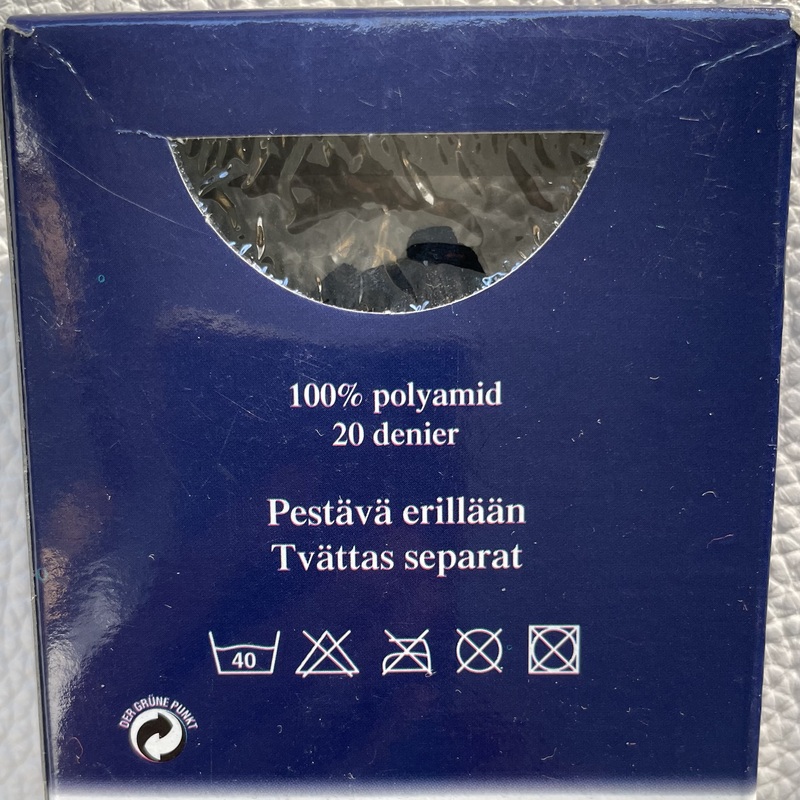 100% polyamid
20 denier
Pestävä erillään
Tvättas separat
40
DER GRÜNE PUNKT